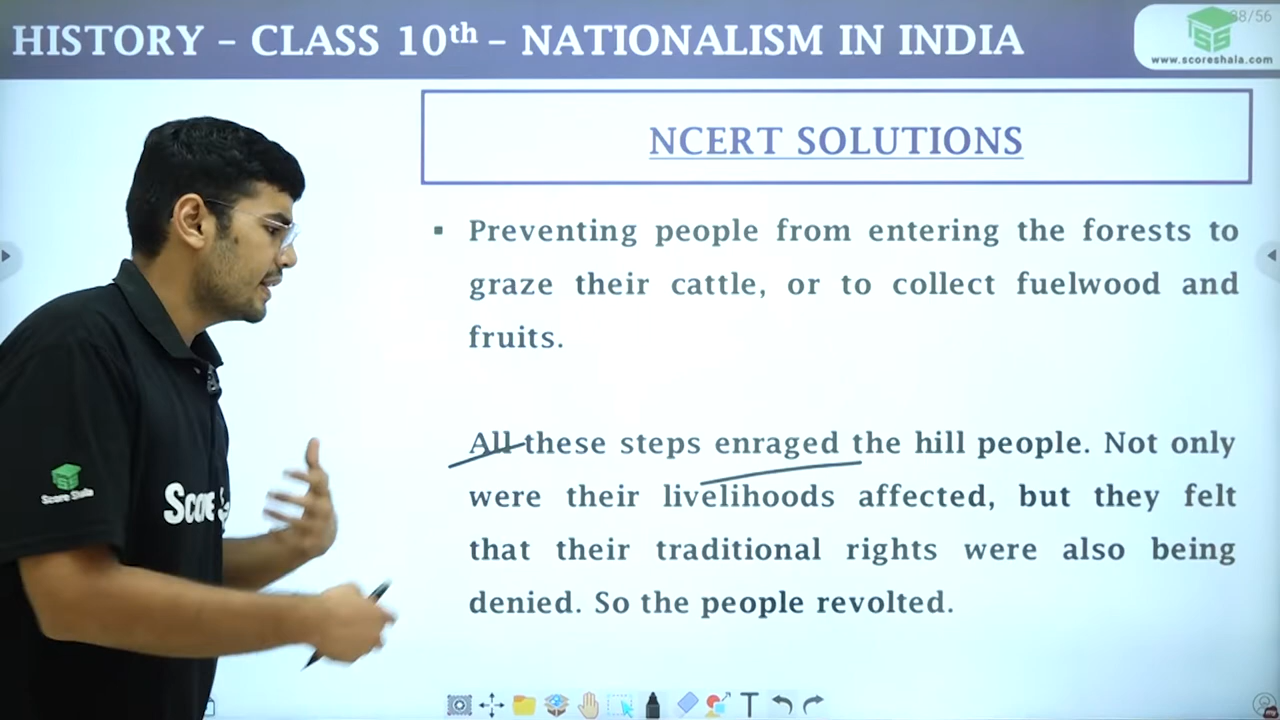 HISTORY – CLASS 10th – NATIONALISM IN INDIA
38/56
www.scoreshala.com
NCERT SOLUTIONS
▪ Preventing people from entering the forests to
graze their cattle, or to collect fuelwood and
fruits.
All these steps enraged the hill people. Not only
were their livelihoods affected, but they felt
that their traditional rights were also being
denied. So the people revolted.
Score Shala
Score S
T